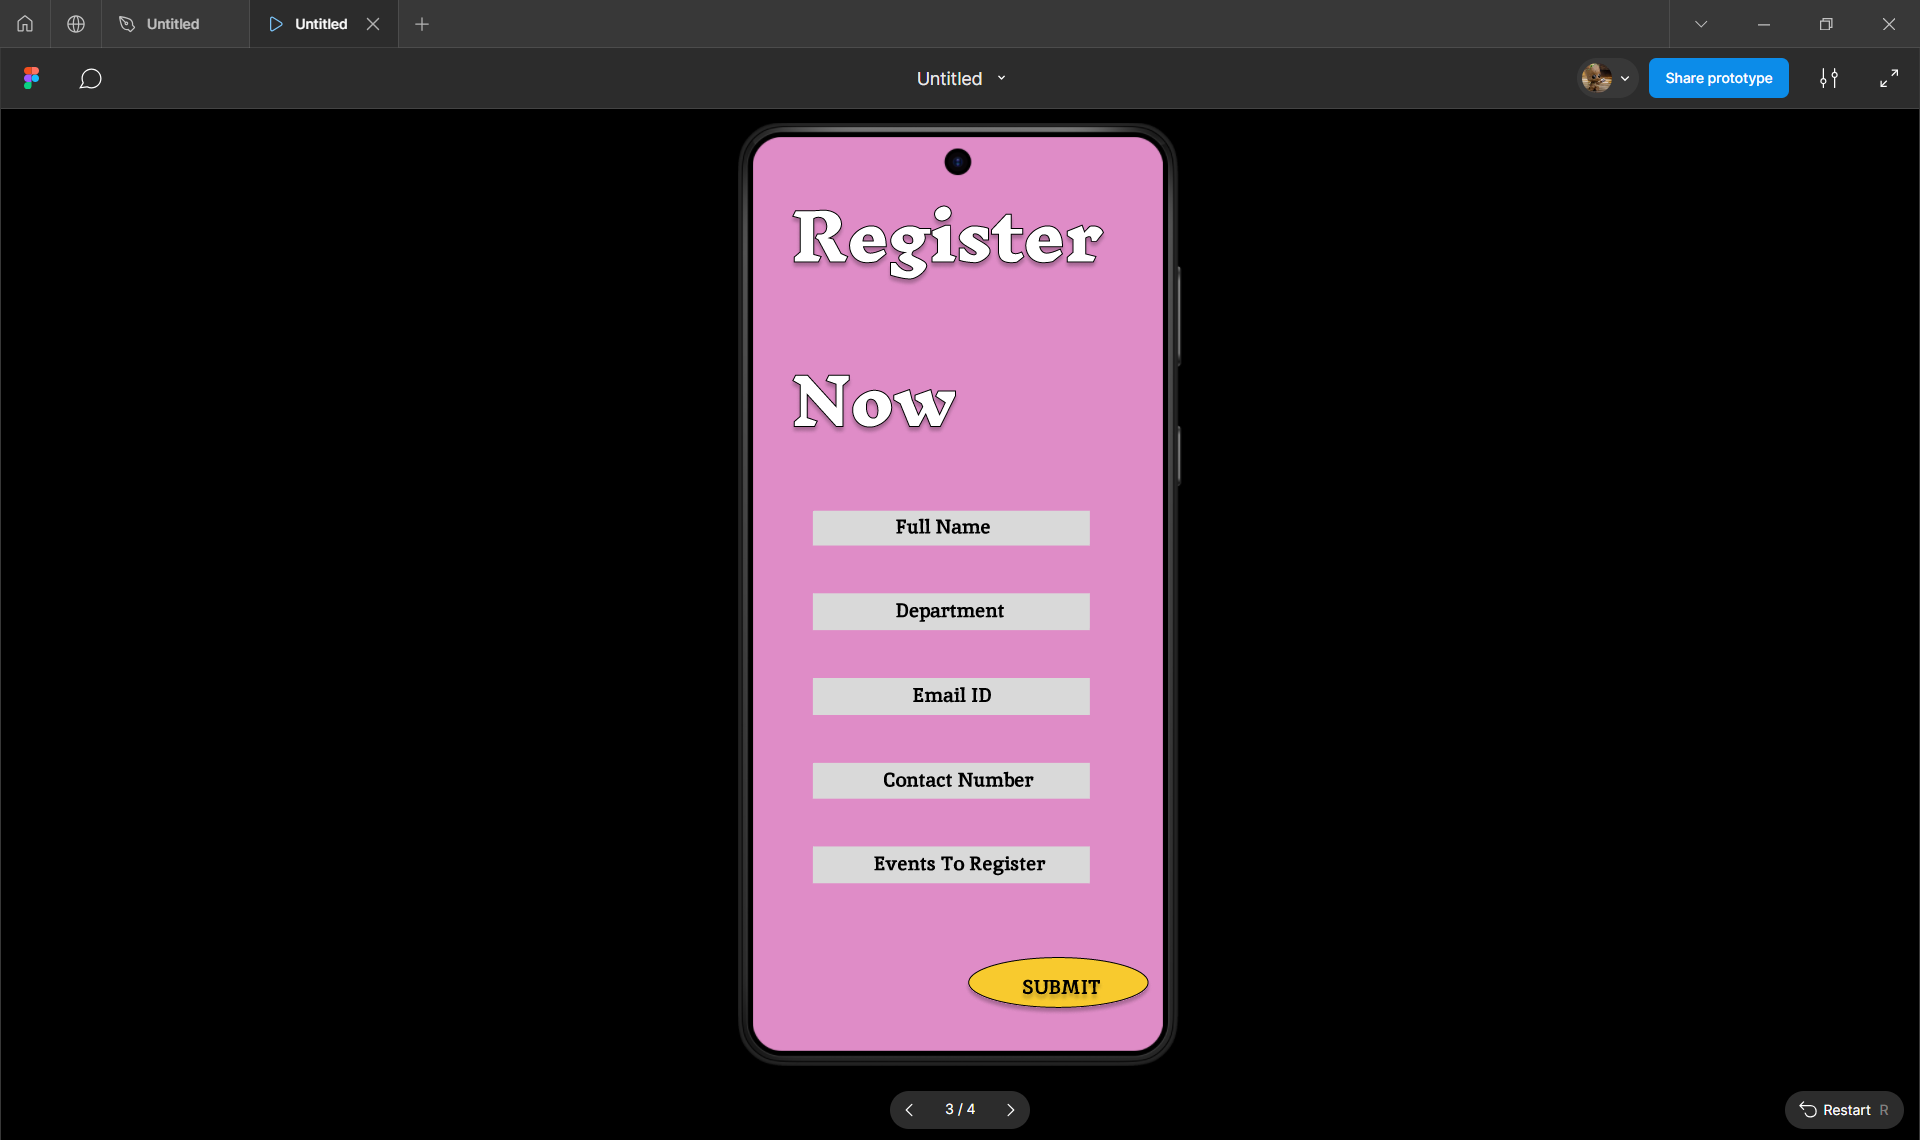 Untitled
Untitled
Untitled
Share prototype
Register
Now
Full Name
Department
Email ID
Contact Number
Events To Register
SUBMIT
3 / 4
Restart R